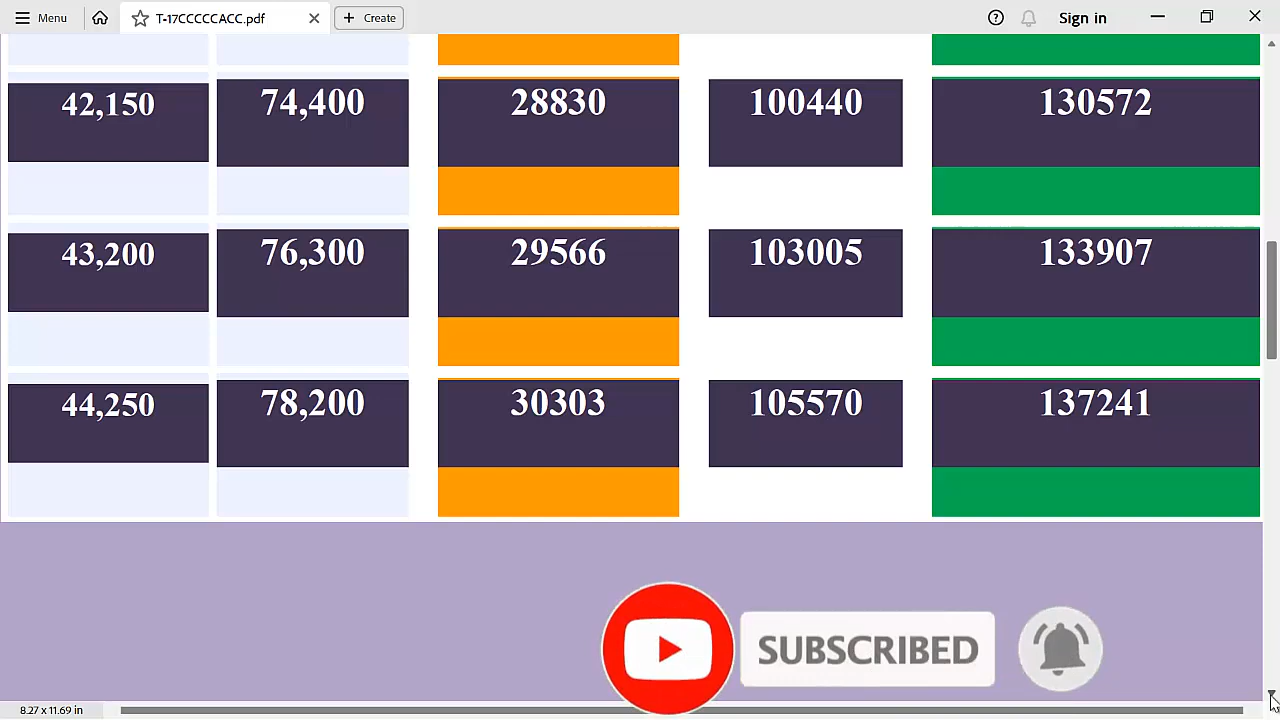 Menu T-17CCCCCACC.pdf Create Sign in
42,150 74,400 28830 100440 130572
43,200 76,300 29566 103005 133907
44,250 78,200 30303 105570 137241
SUBSCRIBED
8.27 x 11.69 in